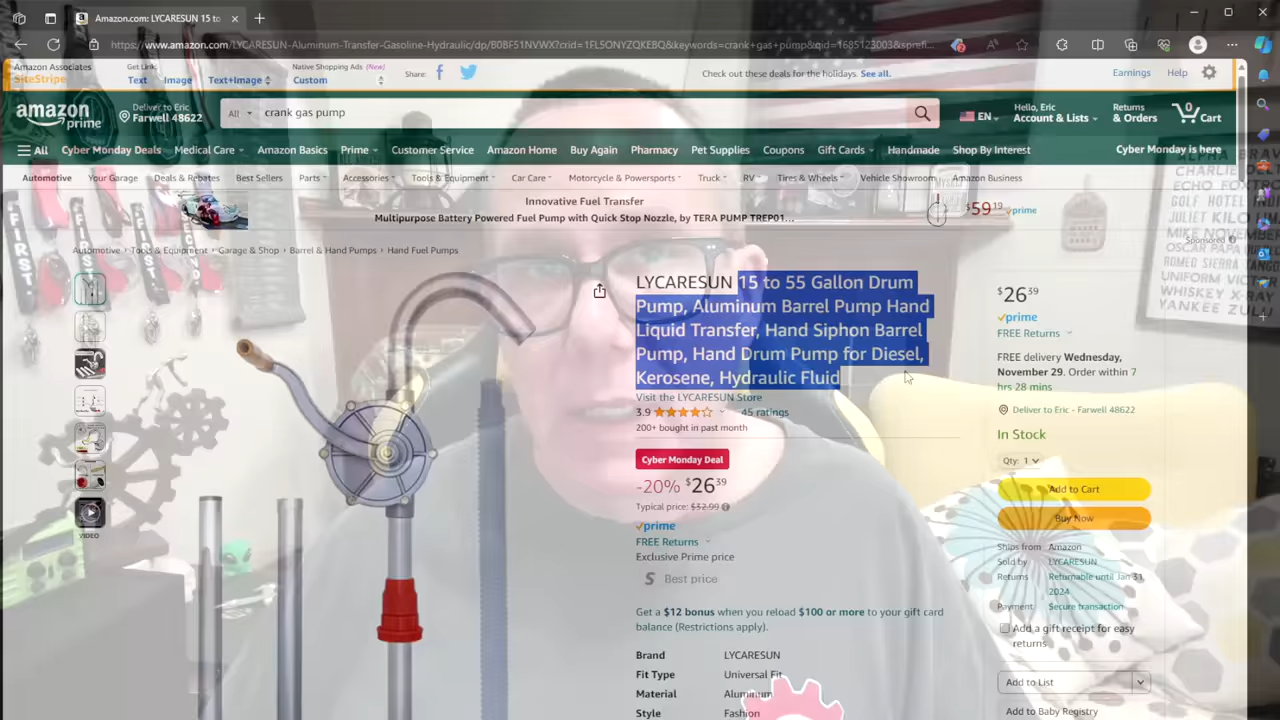 Amazon.com: LYCARESUN 15 to
https://www.amazon.com/LYCARESUN-Aluminum-Transfer-Gasoline-Hydraulic/dp/B0BF51NVWX?crid=1FL5ONYZQKEBQ&keywords=crank+gas+pump&qid=1685123003&sprefi...
Amazon Associates
SiteStripe
Get Link:
Text Image Text+Image
Native Shopping Ads (New)
Custom
Share:
Check out these deals for the holidays. See all.
Earnings Help
amazon
prime
Deliver to Eric
Farwell 48622
All crank gas pump
EN
Hello, Eric
Account & Lists
Returns
& Orders
0
Cart
All Cyber Monday Deals Medical Care Amazon Basics Prime Customer Service Amazon Home Buy Again Pharmacy Pet Supplies Coupons Gift Cards Handmade Shop By Interest Cyber Monday is here
Automotive Your Garage Deals & Rebates Best Sellers Parts Accessories Tools & Equipment Car Care Motorcycle & Powersports Truck RV Tires & Wheels Vehicle Showroom Amazon Business
Innovative Fuel Transfer
Multipurpose Battery Powered Fuel Pump with Quick Stop Nozzle, by TERA PUMP TREP01...
$59.19 prime
Sponsored
Automotive › Tools & Equipment › Garage & Shop › Barrel & Hand Pumps › Hand Fuel Pumps
LYCARESUN 15 to 55 Gallon Drum
Pump, Aluminum Barrel Pump Hand
Liquid Transfer, Hand Siphon Barrel
Pump, Hand Drum Pump for Diesel,
Kerosene, Hydraulic Fluid
Visit the LYCARESUN Store
3.9 45 ratings
200+ bought in past month
Cyber Monday Deal
-20% $26.39
Typical price: $32.99
prime
FREE Returns
Exclusive Prime price
Best price
Get a $12 bonus when you reload $100 or more to your gift card
balance (Restrictions apply).
Brand LYCARESUN
Fit Type Universal Fit
Material Aluminum
Style Fashion
VIDEO
$26.39
prime
FREE Returns
FREE delivery Wednesday,
November 29. Order within 7
hrs 28 mins
Deliver to Eric - Farwell 48622
In Stock
Qty: 1
Add to Cart
Buy Now
Ships from Amazon
Sold by LYCARESUN
Returns Returnable until Jan 31,
2024
Payment Secure transaction
Add a gift receipt for easy
returns
Add to List
Add to Baby Registry
FIRST
FIRST
FIRST